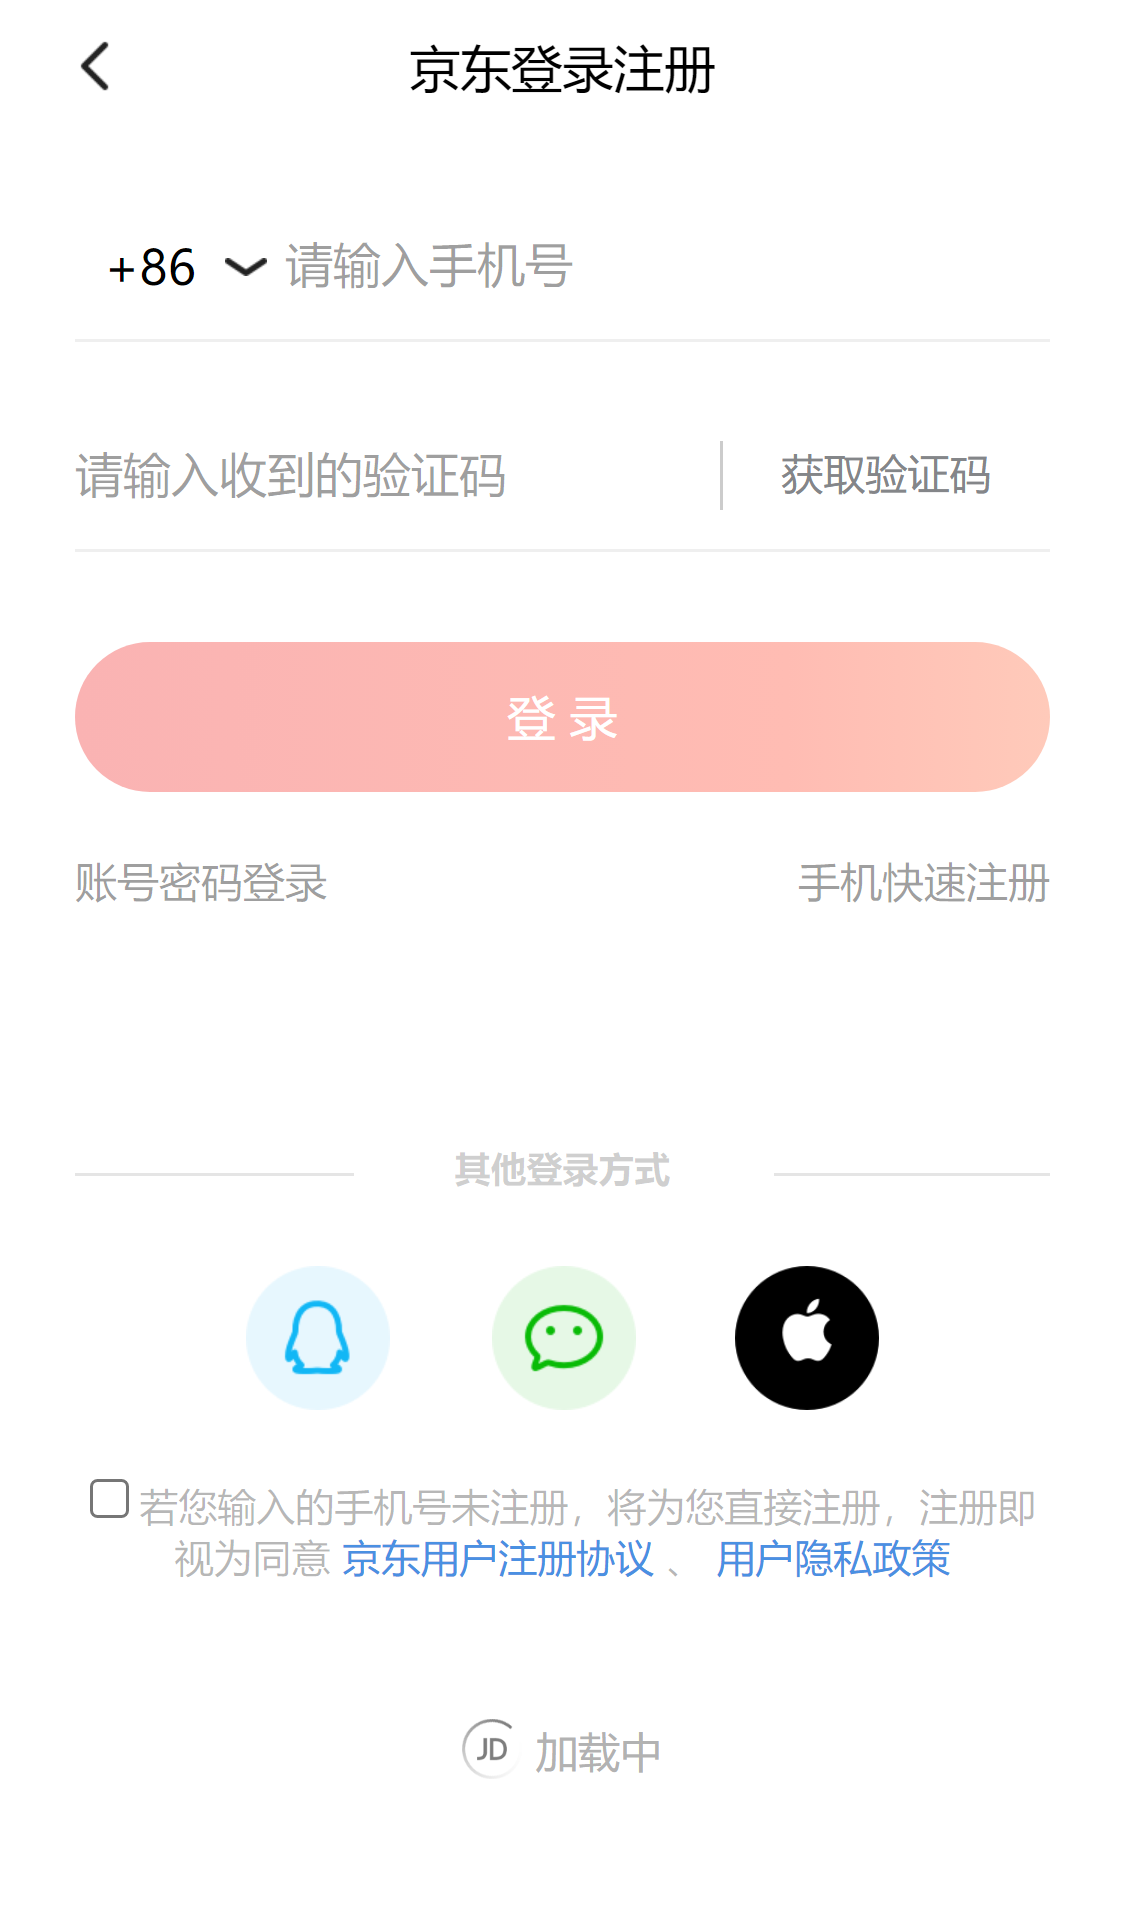 京东登录注册
+86 请输入手机号
请输入收到的验证码 获取验证码
登 录
账号密码登录 手机快速注册
其他登录方式
若您输入的手机号未注册，将为您直接注册，注册即
视为同意 京东用户注册协议 、 用户隐私政策
JD 加载中